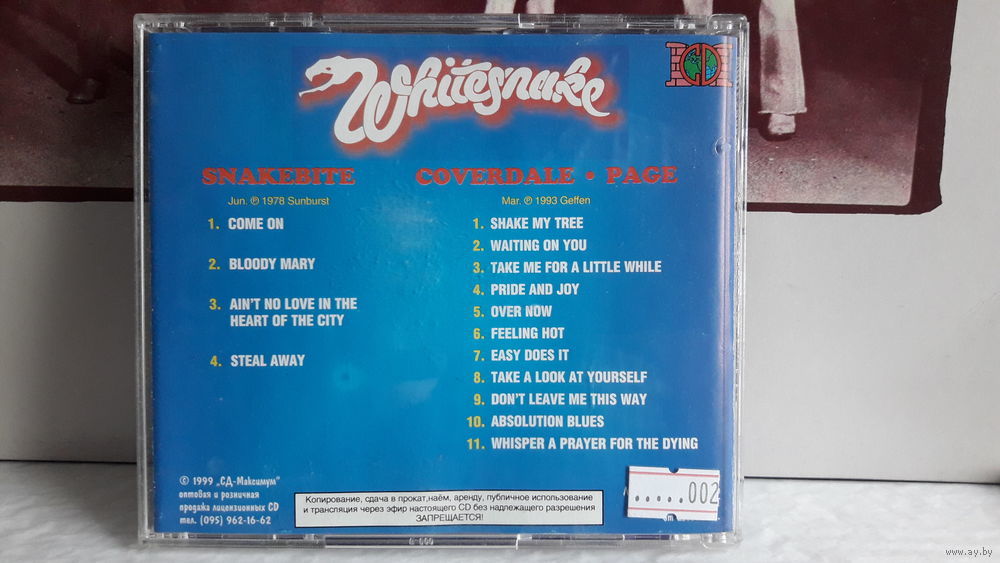 Whitesnake
CD
SNAKEBITE
Jun. ℗ 1978 Sunburst
1. COME ON
2. BLOODY MARY
3. AIN'T NO LOVE IN THE
HEART OF THE CITY
4. STEAL AWAY
COVERDALE • PAGE
Mar. ℗ 1993 Geffen
1. SHAKE MY TREE
2. WAITING ON YOU
3. TAKE ME FOR A LITTLE WHILE
4. PRIDE AND JOY
5. OVER NOW
6. FEELING HOT
7. EASY DOES IT
8. TAKE A LOOK AT YOURSELF
9. DON'T LEAVE ME THIS WAY
10. ABSOLUTION BLUES
11. WHISPER A PRAYER FOR THE DYING
© 1999 „СД-Максимум"
оптовая и розничная
продажа лицензионных CD
тел. (095) 962-16-62
Копирование, сдача в прокат,наём, аренду, публичное использование
и трансляция через эфир настоящего CD без надлежащего разрешения
ЗАПРЕЩАЕТСЯ!
......002
www.ay.by